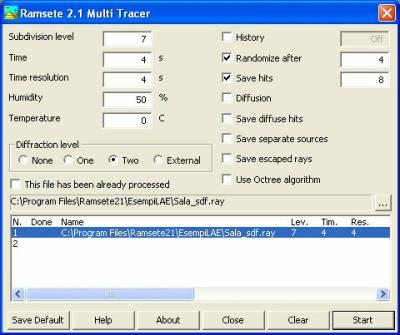 Ramsete 2.1 Multi Tracer
Subdivision level 7
Time 4 s
Time resolution 4 s
Humidity 50 %
Temperature 0 C
History Off
Randomize after 4
Save hits 8
Diffusion
Save diffuse hits
Save separate sources
Save escaped rays
Use Octree algorithm
Diffraction level
None One Two External
This file has been already processed
C:\Program Files\Ramsete21\EsempiLAE\Sala_sdf.ray ...
N. Done Name Lev. Tim. Res.
1 C:\Program Files\Ramsete21\EsempiLAE\Sala_sdf.ray 7 4 4
2
Save Default Help About Close Clear Start